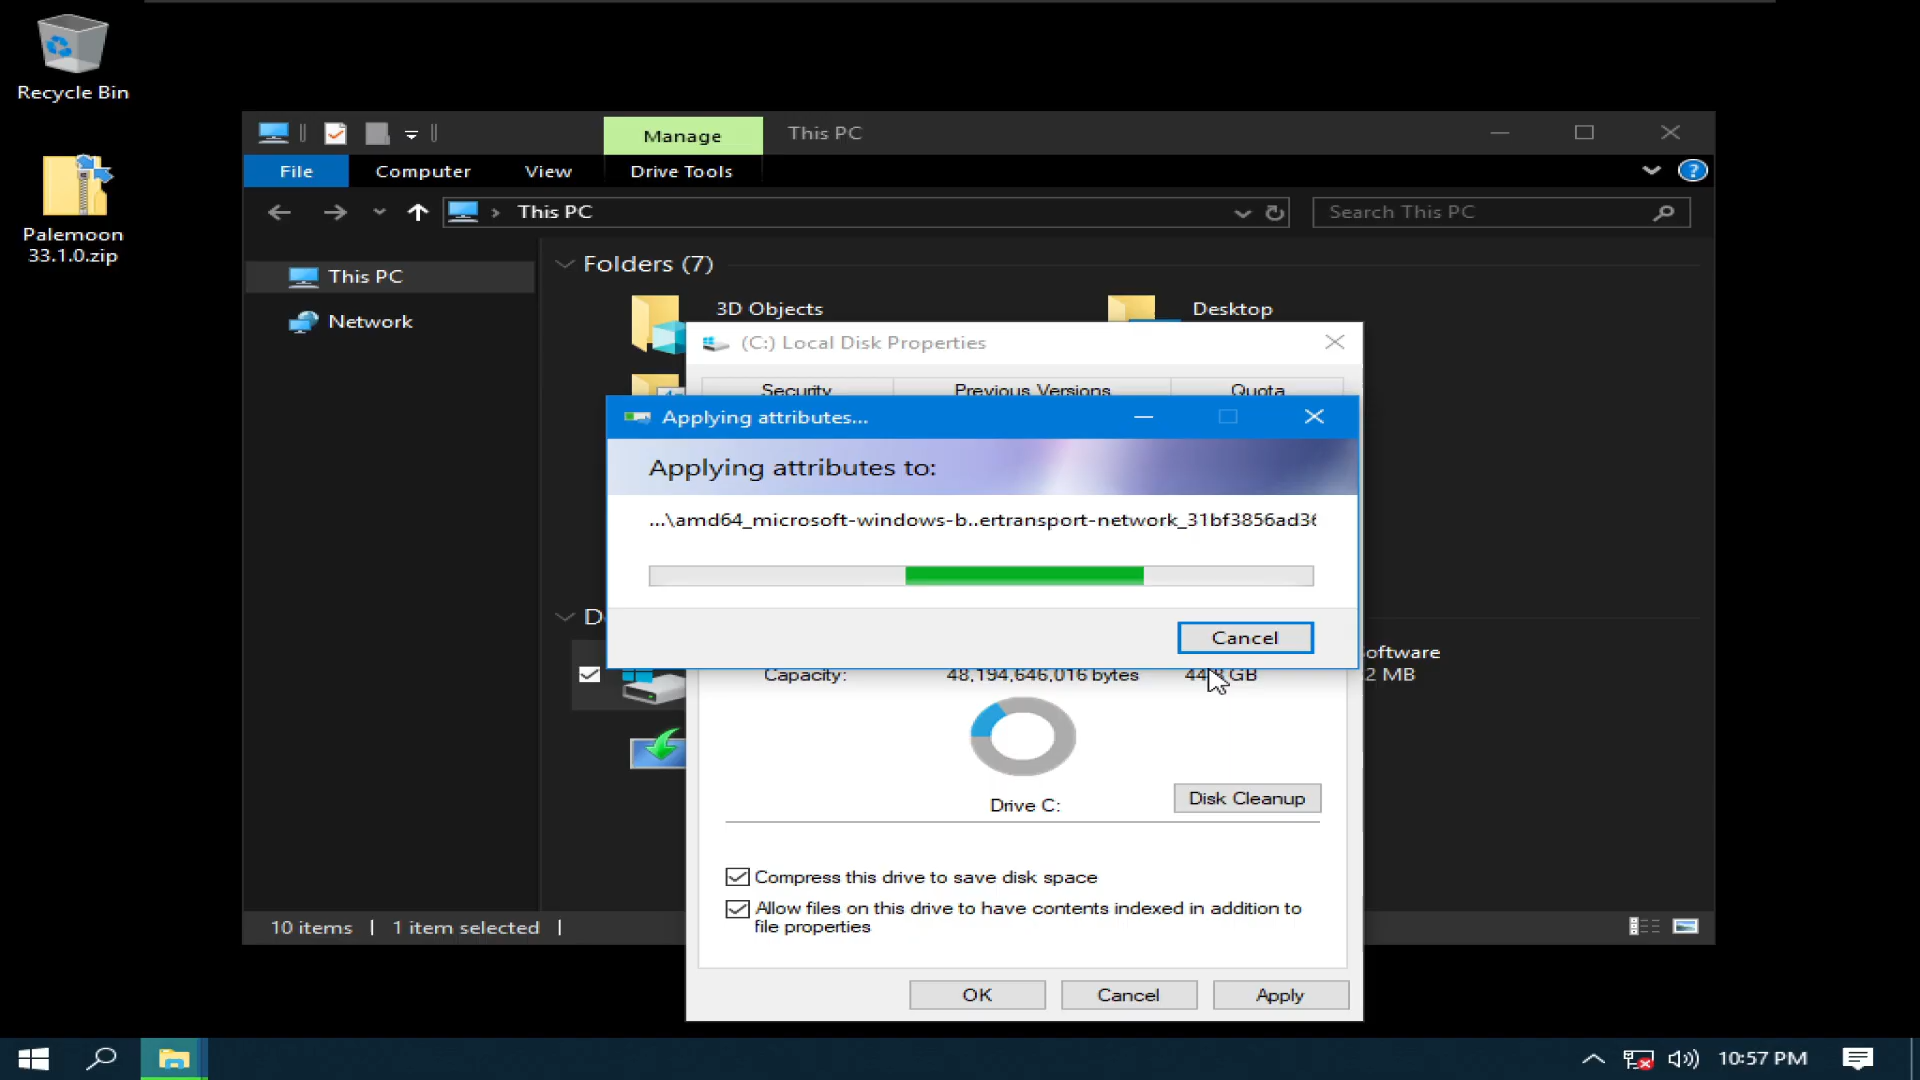 Recycle Bin
Palemoon
33.1.0.zip
Manage
This PC
File
Computer
View
Drive Tools
This PC
Search This PC
This PC
Network
Folders (7)
3D Objects
Desktop
(C:) Local Disk Properties
Security
Previous Versions
Quota
Applying attributes...
Applying attributes to:
...\amd64_microsoft-windows-b..ertransport-network_31bf3856ad36
Cancel
oftware
2 MB
Capacity:
48,194,646,016 bytes
44.8 GB
Drive C:
Disk Cleanup
Compress this drive to save disk space
Allow files on this drive to have contents indexed in addition to
file properties
10 items
1 item selected
OK
Cancel
Apply
10:57 PM